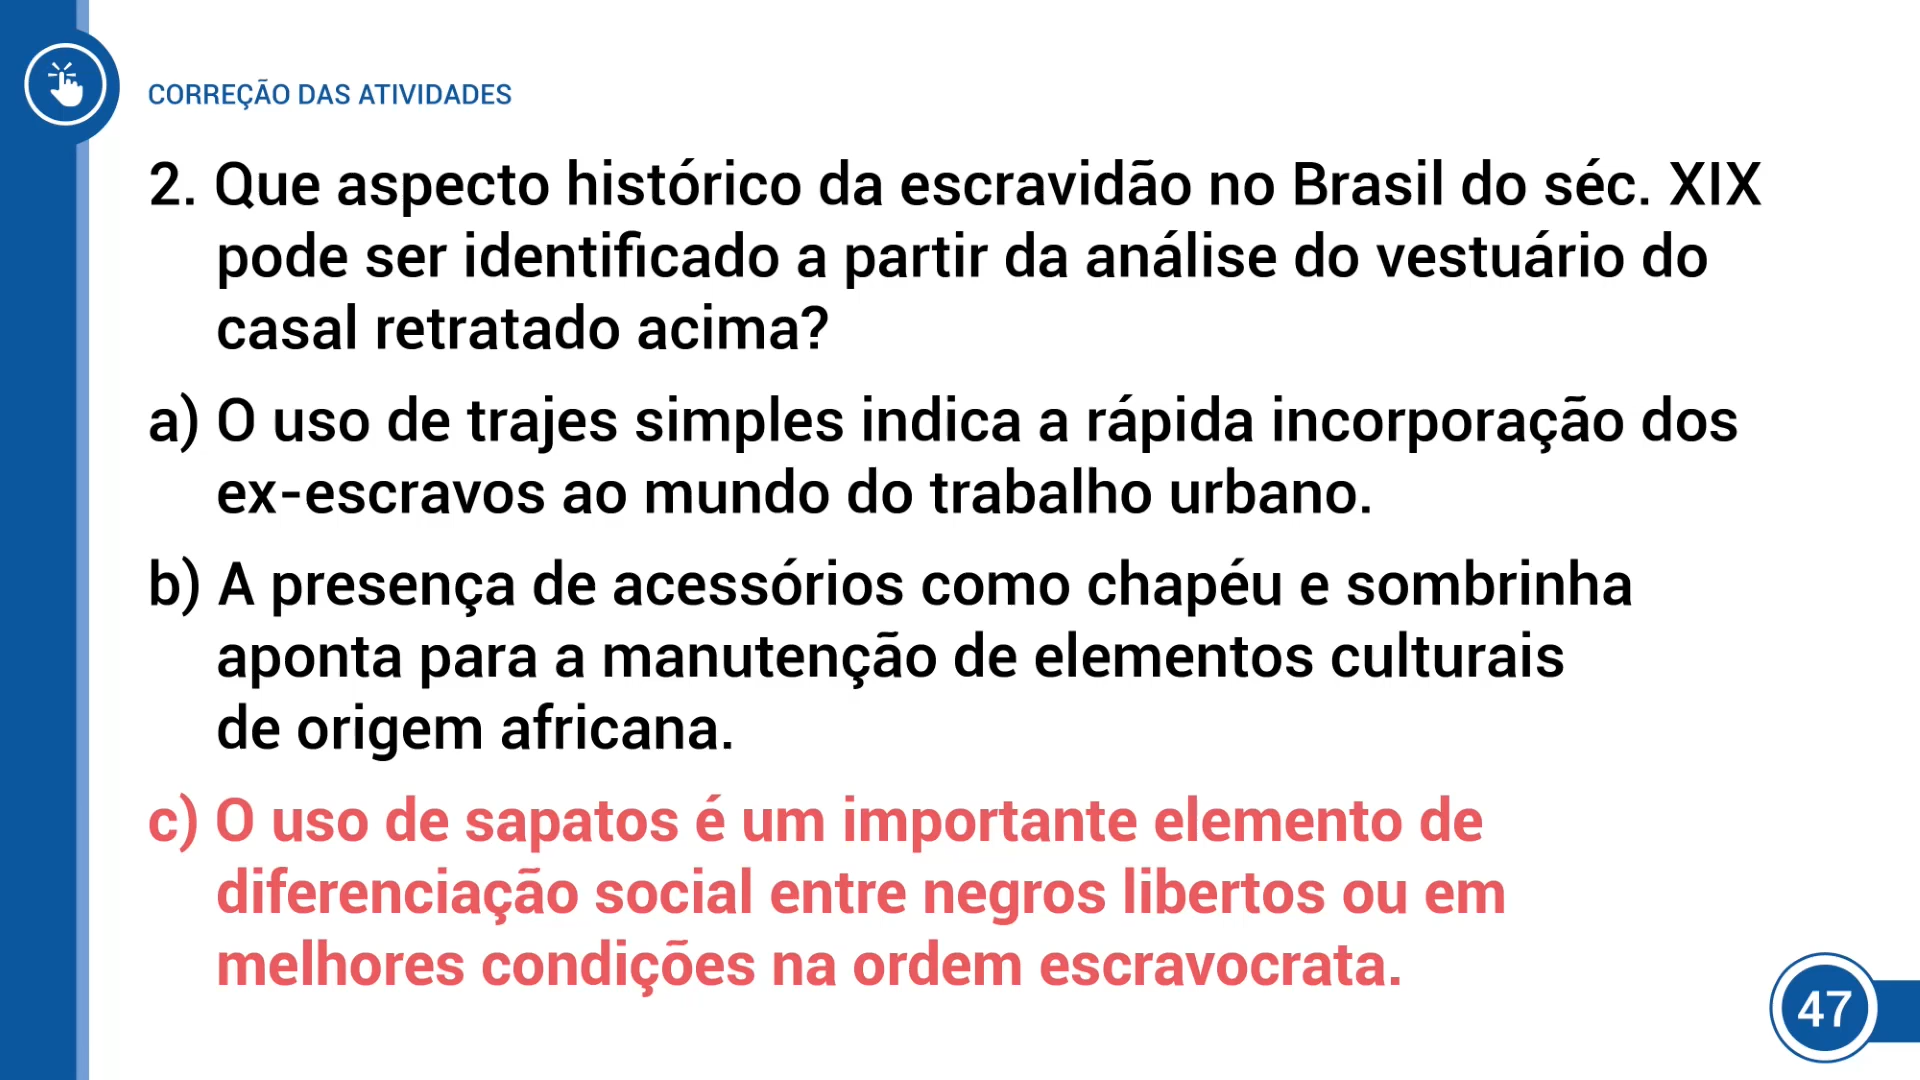 CORREÇÃO DAS ATIVIDADES
2. Que aspecto histórico da escravidão no Brasil do séc. XIX
pode ser identificado a partir da análise do vestuário do
casal retratado acima?
a) O uso de trajes simples indica a rápida incorporação dos
ex-escravos ao mundo do trabalho urbano.
b) A presença de acessórios como chapéu e sombrinha
aponta para a manutenção de elementos culturais
de origem africana.
c) O uso de sapatos é um importante elemento de
diferenciação social entre negros libertos ou em
melhores condições na ordem escravocrata.
47